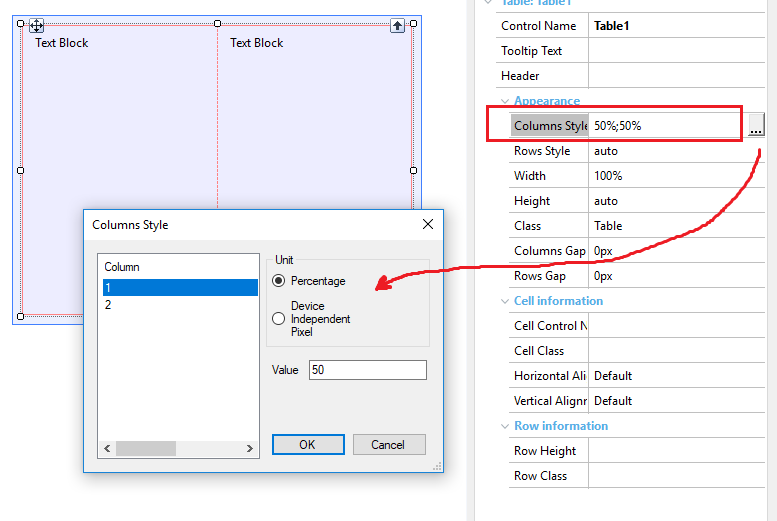 Table: Table1
Control Name Table1
Tooltip Text
Header
Appearance
Columns Style 50%;50%
...
Rows Style auto
Width 100%
Height auto
Class Table
Columns Gap 0px
Rows Gap 0px
Cell information
Cell Control N
Cell Class
Horizontal Ali Default
Vertical Alignr Default
Row information
Row Height
Row Class
Text Block
Text Block
Columns Style
Column
1
2
Unit
Percentage
Device
Independent
Pixel
Value 50
OK
Cancel